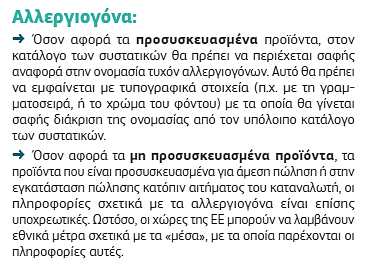 Αλλεργιογόνα:
➜ Όσον αφορά τα προσυσκευασμένα προϊόντα, στον
κατάλογο των συστατικών θα πρέπει να περιέχεται σαφής
αναφορά στην ονομασία τυχόν αλλεργιογόνων. Αυτό θα πρέπει
να εμφαίνεται με τυπογραφικά στοιχεία (π.χ. με τη γραμ-
ματοσειρά, ή το χρώμα του φόντου) με τα οποία θα γίνεται
σαφής διάκριση της ονομασίας από τον υπόλοιπο κατάλογο
των συστατικών.
➜ Όσον αφορά τα μη προσυσκευασμένα προϊόντα, τα
προϊόντα που είναι προσυσκευασμένα για άμεση πώληση ή στην
εγκατάσταση πώλησης κατόπιν αιτήματος του καταναλωτή, οι
πληροφορίες σχετικά με τα αλλεργιογόνα είναι επίσης
υποχρεωτικές. Ωστόσο, οι χώρες της ΕΕ μπορούν να λαμβάνουν
εθνικά μέτρα σχετικά με τα «μέσα», με τα οποία παρέχονται οι
πληροφορίες αυτές.